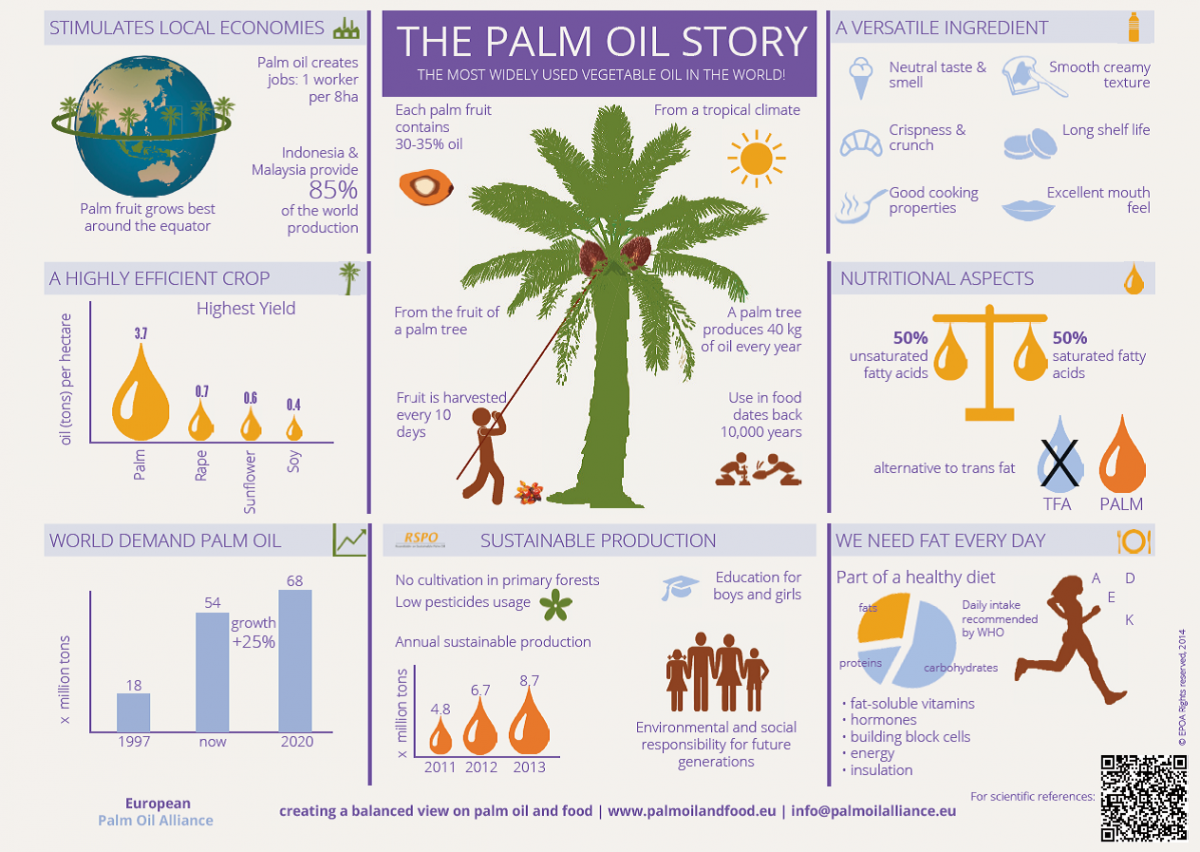 STIMULATES LOCAL ECONOMIES
Palm oil creates
jobs: 1 worker
per 8ha
Indonesia &
Malaysia provide
85%
of the world
production
Palm fruit grows best
around the equator
THE PALM OIL STORY
THE MOST WIDELY USED VEGETABLE OIL IN THE WORLD!
Each palm fruit
contains
30-35% oil
From a tropical climate
From the fruit of
a palm tree
A palm tree
produces 40 kg
of oil every year
Fruit is harvested
every 10
days
Use in food
dates back
10,000 years
A VERSATILE INGREDIENT
Neutral taste &
smell
Smooth creamy
texture
Crispness &
crunch
Long shelf life
Good cooking
properties
Excellent mouth
feel
A HIGHLY EFFICIENT CROP
Highest Yield
oil (tons) per hectare
3.7
0.7
0.6
0.4
Palm
Rape
Sunflower
Soy
NUTRITIONAL ASPECTS
50%
unsaturated
fatty acids
50%
saturated fatty
acids
alternative to trans fat
TFA
PALM
WORLD DEMAND PALM OIL
x million tons
18
54
68
growth
+25%
1997
now
2020
RSPO
SUSTAINABLE PRODUCTION
No cultivation in primary forests
Low pesticides usage
Education for
boys and girls
Annual sustainable production
x million tons
4.8
6.7
8.7
2011
2012
2013
Environmental and social
responsibility for future
generations
WE NEED FAT EVERY DAY
Part of a healthy diet
fats
proteins
carbohydrates
Daily intake
recommended
by WHO
A
D
E
K
• fat-soluble vitamins
• hormones
• building block cells
• energy
• insulation
© EPOA Rights reserved, 2014
For scientific references:
European
Palm Oil Alliance
creating a balanced view on palm oil and food | www.palmoilandfood.eu | info@palmoilalliance.eu